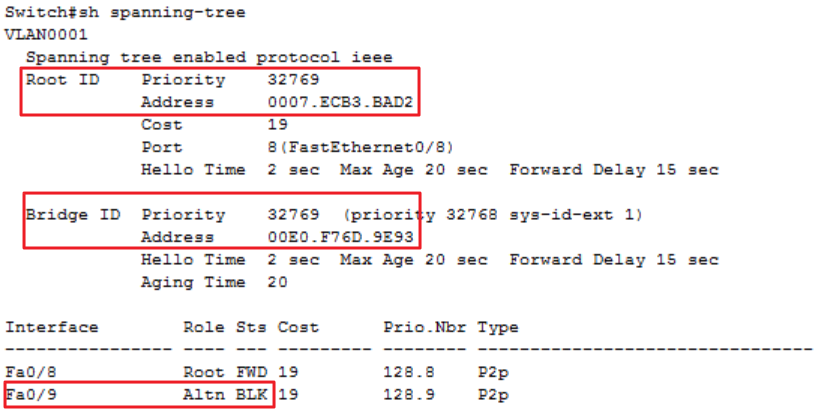 Switch#sh spanning-tree
VLAN0001
  Spanning tree enabled protocol ieee
  Root ID    Priority    32769
             Address     0007.ECB3.BAD2
             Cost        19
             Port        8(FastEthernet0/8)
             Hello Time  2 sec  Max Age 20 sec  Forward Delay 15 sec

  Bridge ID  Priority    32769  (priority 32768 sys-id-ext 1)
             Address     00E0.F76D.9E93
             Hello Time  2 sec  Max Age 20 sec  Forward Delay 15 sec
             Aging Time  20

Interface        Role Sts Cost      Prio.Nbr Type
---------------- ---- --- --------- -------- --------------------------------
Fa0/8            Root FWD 19        128.8    P2p
Fa0/9            Altn BLK 19        128.9    P2p